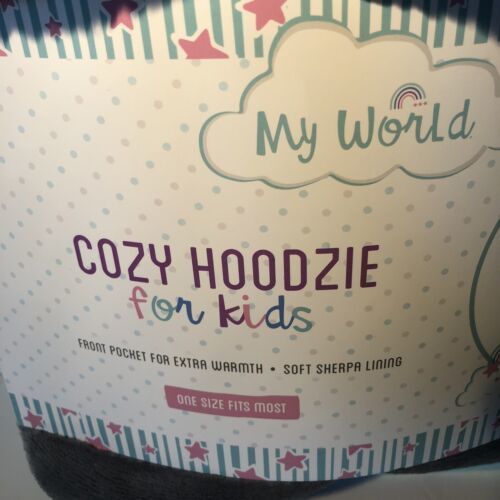 My World
COZY HOODZIE
for kids
FRONT POCKET FOR EXTRA WARMTH • SOFT SHERPA LINING
ONE SIZE FITS MOST